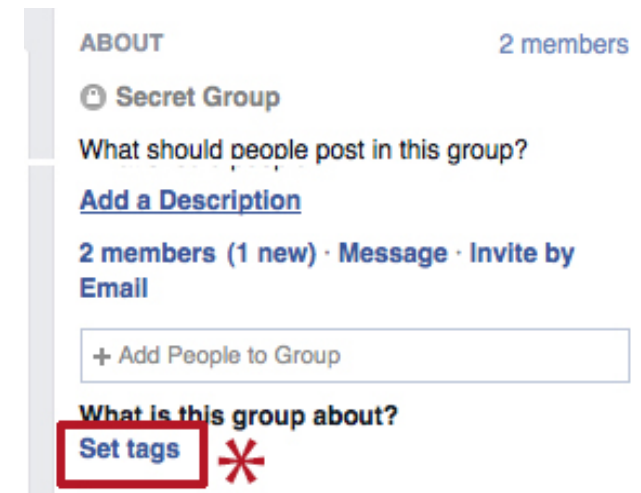 ABOUT 2 members
Secret Group
What should people post in this group?
Add a Description
2 members (1 new) · Message · Invite by
Email
+ Add People to Group
What is this group about?
Set tags *